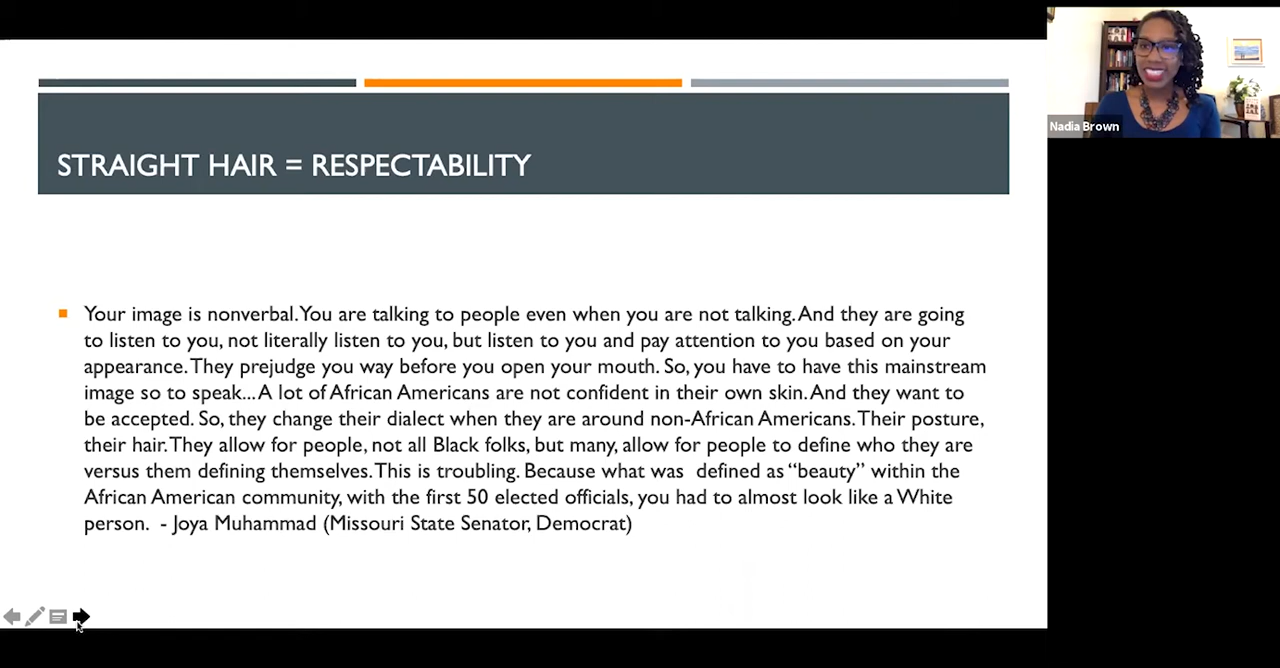 STRAIGHT HAIR = RESPECTABILITY
Your image is nonverbal. You are talking to people even when you are not talking. And they are going
to listen to you, not literally listen to you, but listen to you and pay attention to you based on your
appearance. They prejudge you way before you open your mouth. So, you have to have this mainstream
image so to speak... A lot of African Americans are not confident in their own skin. And they want to
be accepted. So, they change their dialect when they are around non-African Americans. Their posture,
their hair. They allow for people, not all Black folks, but many, allow for people to define who they are
versus them defining themselves. This is troubling. Because what was defined as “beauty” within the
African American community, with the first 50 elected officials, you had to almost look like a White
person. - Joya Muhammad (Missouri State Senator, Democrat)
Nadia Brown